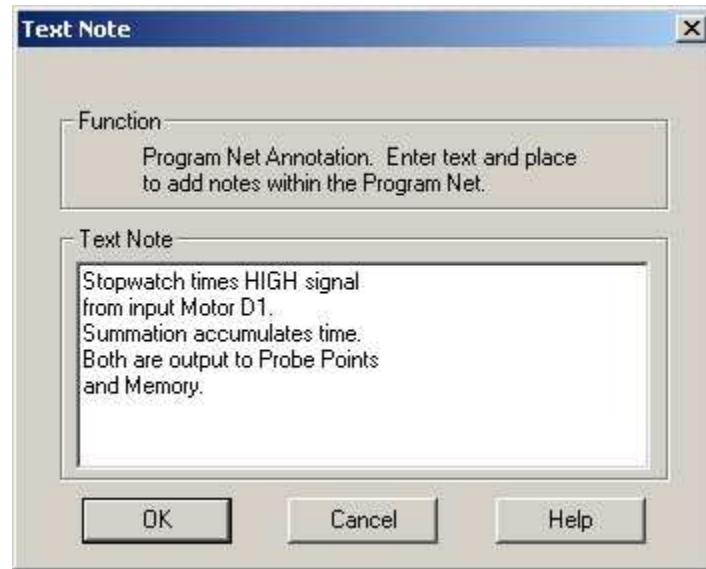 Text Note
Function
Program Net Annotation. Enter text and place
to add notes within the Program Net.
Text Note
Stopwatch times HIGH signal
from input Motor D1.
Summation accumulates time.
Both are output to Probe Points
and Memory.
OK Cancel Help